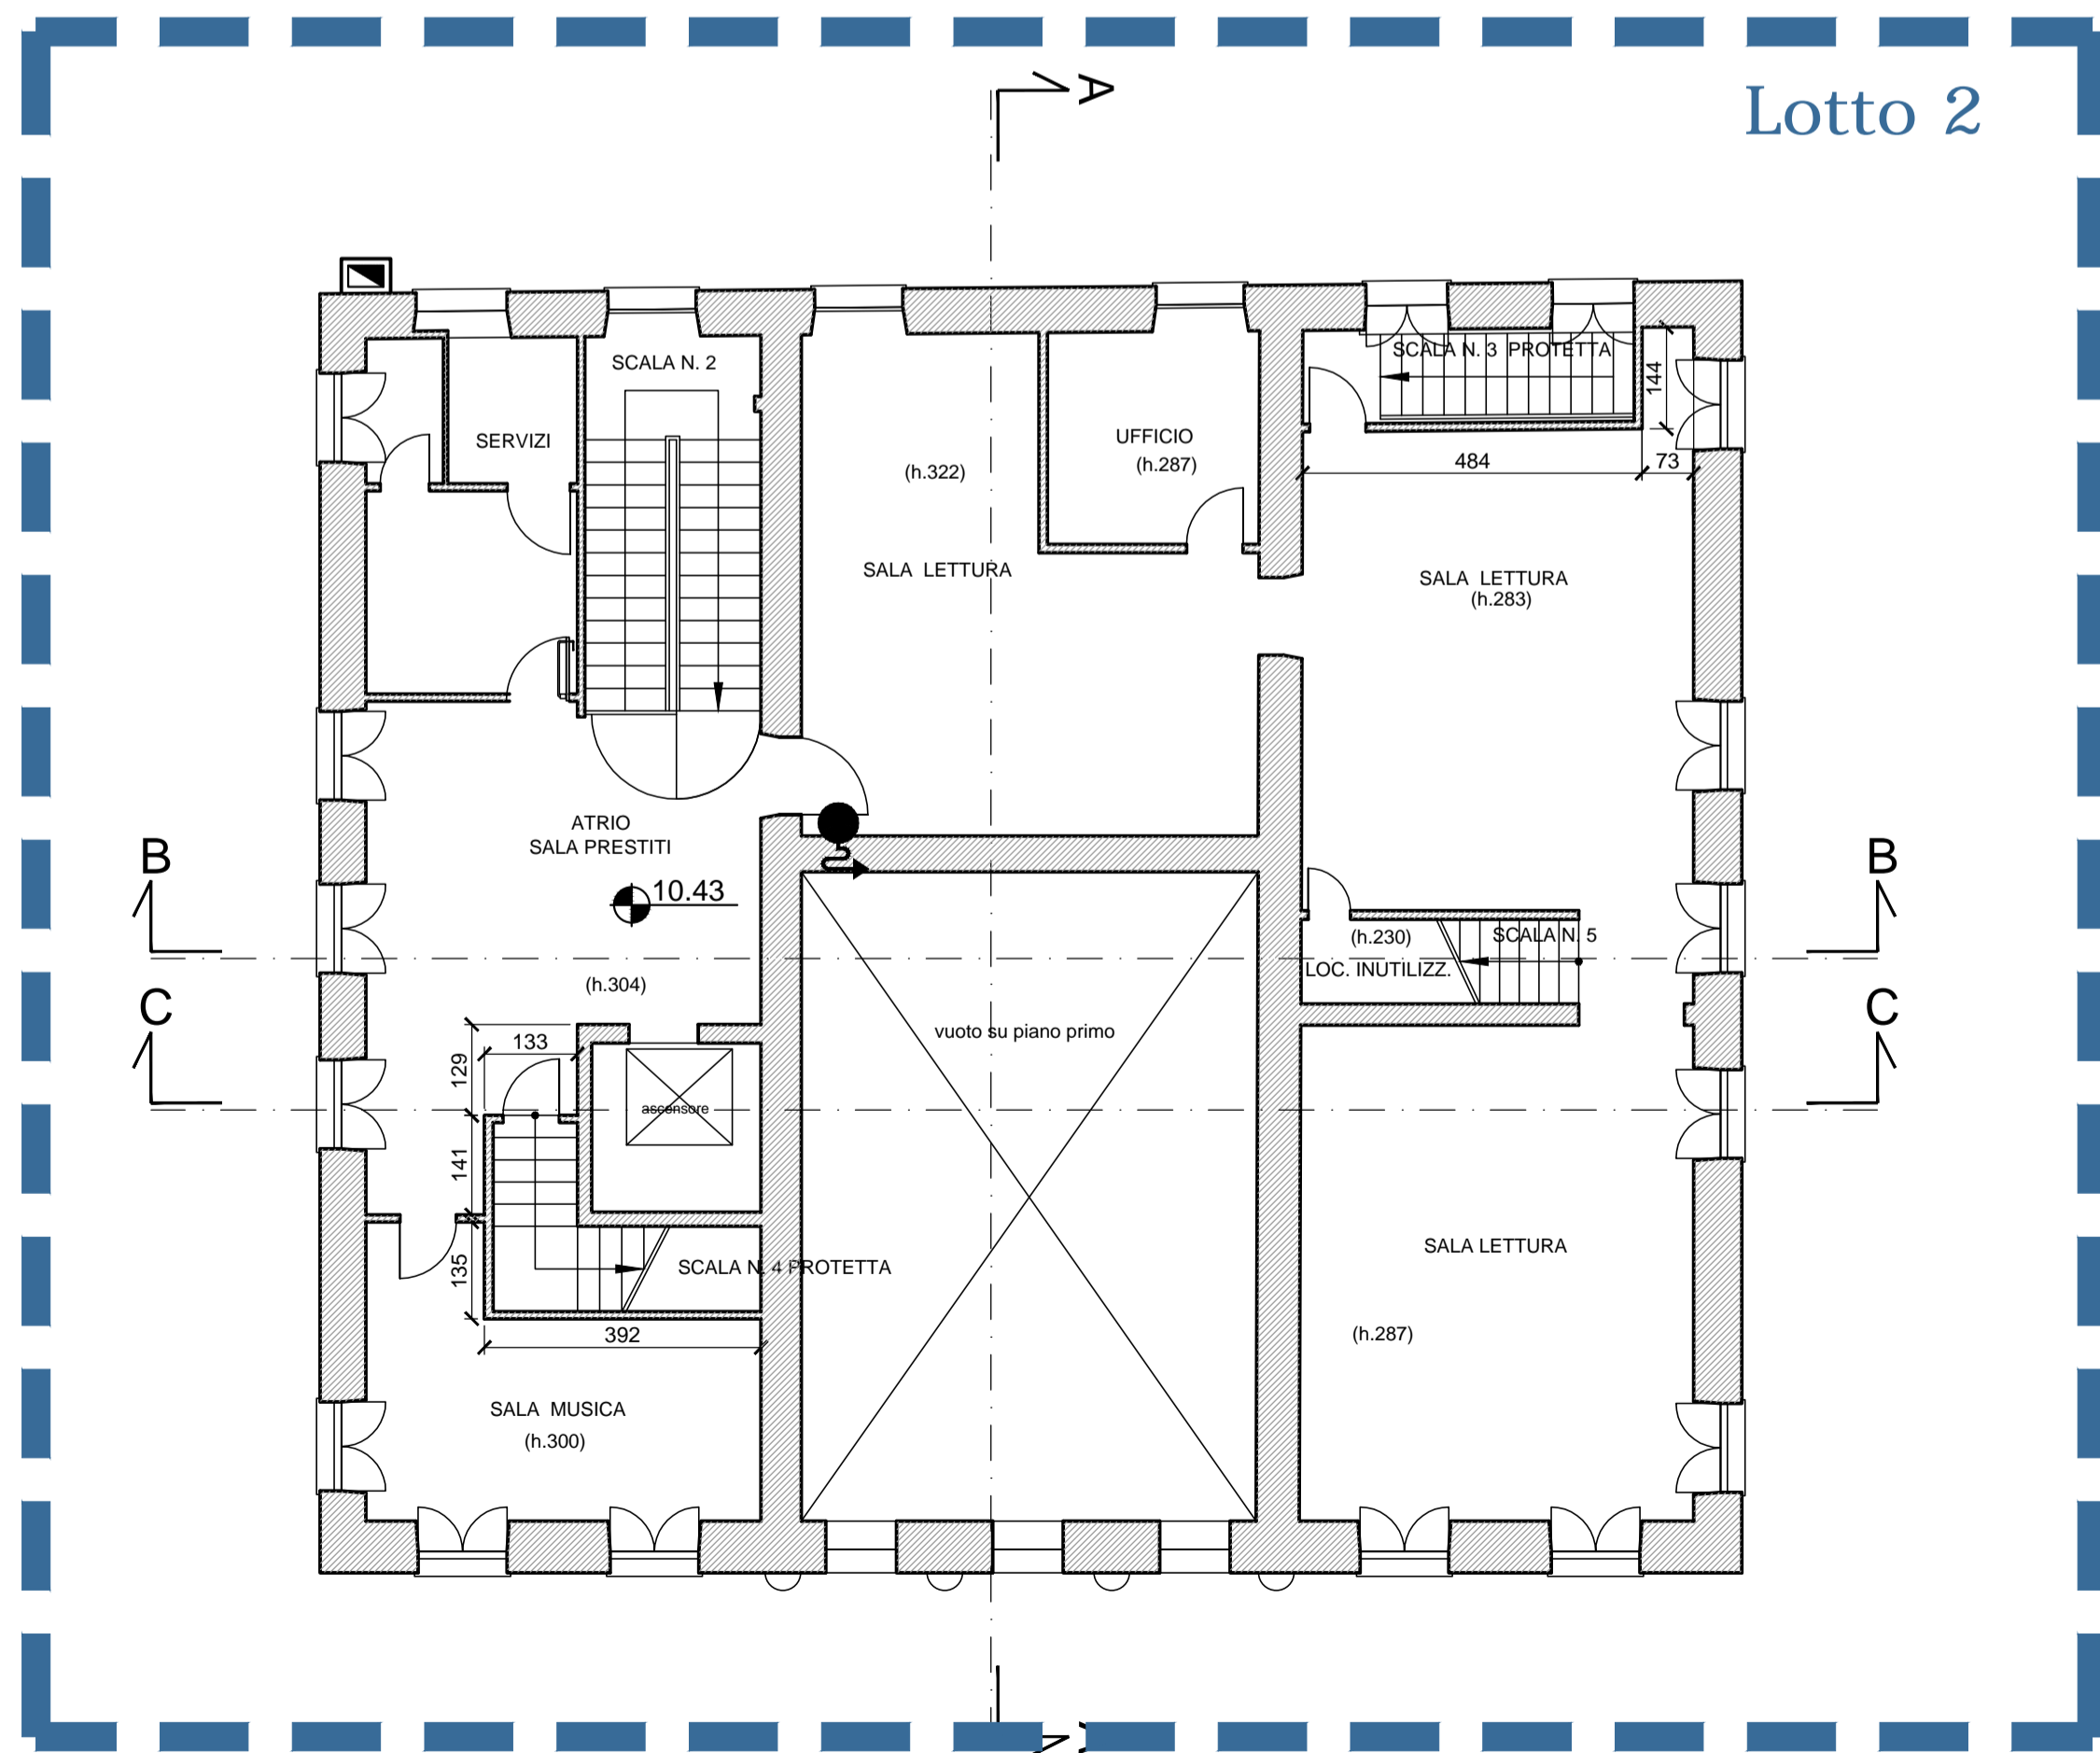 A
Lotto 2
SCALA N. 2
SCALA N. 3 PROTETTA
144
SERVIZI
UFFICIO
(h.287)
(h.322)
484
73
SALA LETTURA
SALA LETTURA
(h.283)
ATRIO
SALA PRESTITI
10.43
B
B
(h.230)
SCALA N. 5
LOC. INUTILIZZ.
(h.304)
C
C
vuoto su piano primo
133
129
ascensore
141
135
SCALA N. 4 PROTETTA
SALA LETTURA
392
(h.287)
SALA MUSICA
(h.300)